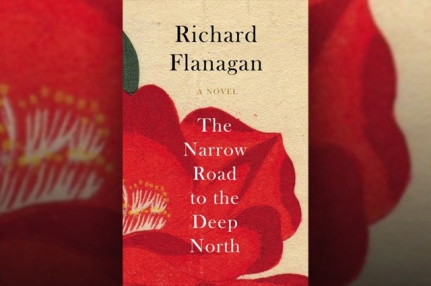 Richard
Flanagan
A NOVEL
The
Narrow
Road
to the
Deep
North